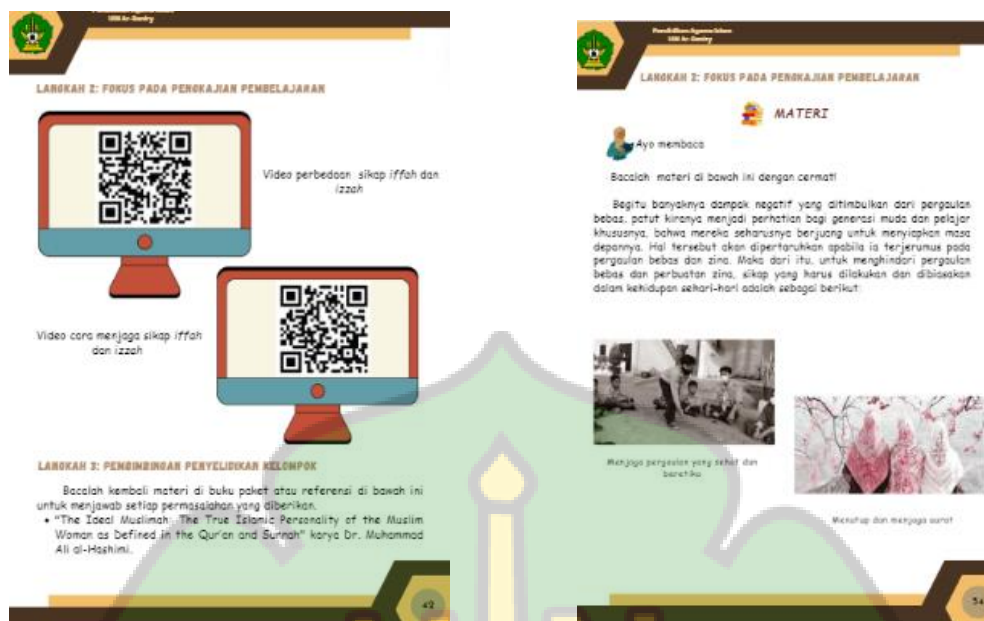 UIN Ar-Raniry
LANGKAH 2: FOKUS PADA PENGKAJIAN PEMBELAJARAN
Video perbedaan sikap iffah dan
izzah
Video cara menjaga sikap iffah
dan izzah
LANGKAH 3: PEMBIMBINGAN PENYELIDIKAN KELOMPOK
Bacalah kembali materi di buku paket atau referensi di bawah ini
untuk menjawab setiap permasalahan yang diberikan.
• "The Ideal Muslimah: The True Islamic Personality of the Muslim
Woman as Defined in the Qur'an and Sunnah" karya Dr. Muhammad
Ali al-Hashimi.
42
Pendidikan Agama Islam
UIN Ar-Raniry
LANGKAH 2: FOKUS PADA PENGKAJIAN PEMBELAJARAN
MATERI
Ayo membaca
Bacalah materi di bawah ini dengan cermat!
Begitu banyaknya dampak negatif yang ditimbulkan dari pergaulan
bebas, patut kiranya menjadi perhatian bagi generasi muda dan pelajar
khususnya, bahwa mereka seharusnya berjuang untuk menyiapkan masa
depannya. Hal tersebut akan dipertaruhkan apabila ia terjerumus pada
pergaulan bebas dan zina. Maka dari itu, untuk menghindari pergaulan
bebas dan perbuatan zina, sikap yang harus dilakukan dan dibiasakan
dalam kehidupan sehari-hari adalah sebagai berikut:
Menjaga pergaulan yang sehat dan
beretika
Menutup dan menjaga aurat